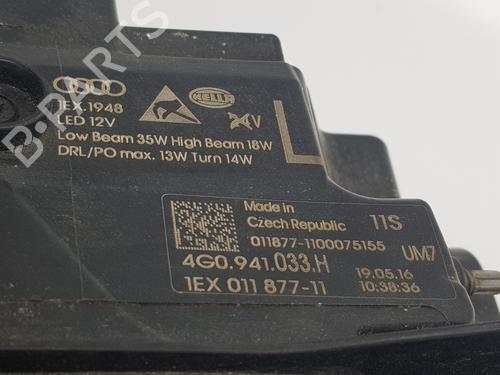 B-PARTS
1EX.1948
LED 12V
HELLA
24V
Low Beam 35W High Beam 18W
DRL/PO max. 13W Turn 14W
L
Made in
Czech Republic
11S
011877-1100075155
UM7
4G0.941.033.H
19.05.16
1EX 011 877-11
10:38:36